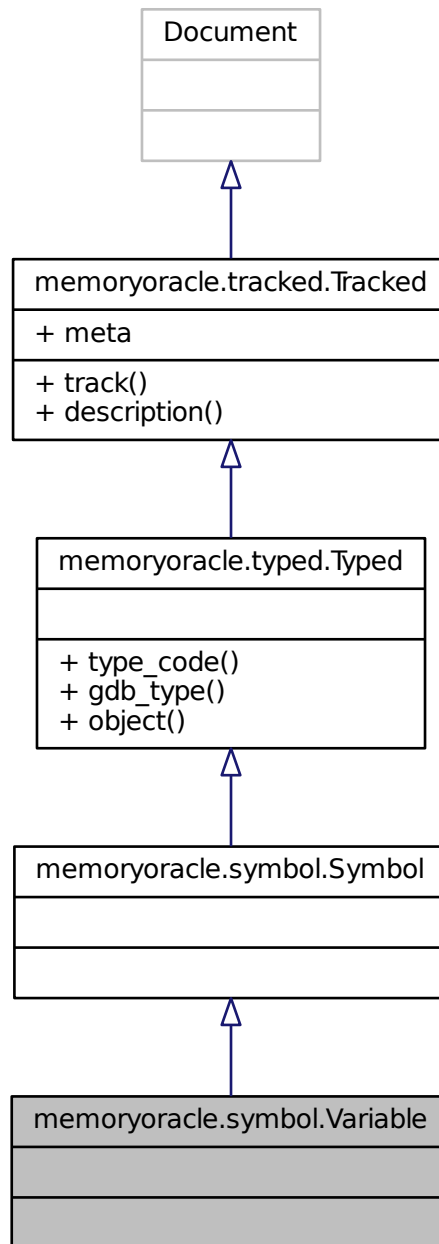 Document
memoryoracle.tracked.Tracked
+ meta
+ track()
+ description()
memoryoracle.typed.Typed
+ type_code()
+ gdb_type()
+ object()
memoryoracle.symbol.Symbol
memoryoracle.symbol.Variable